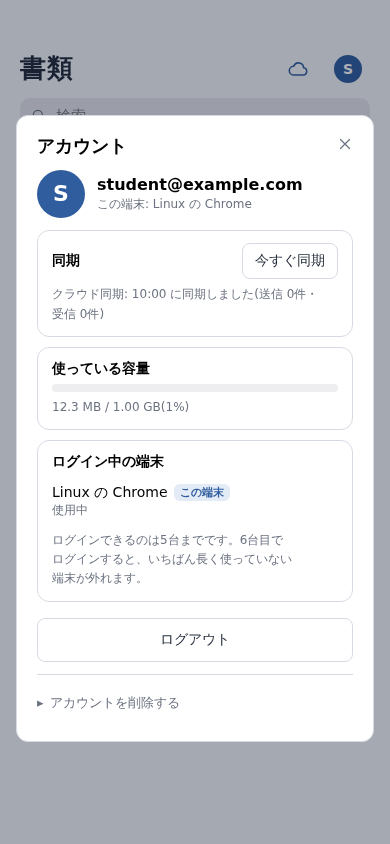 書類
S
検索
アカウント
S
student@example.com
この端末: Linux の Chrome
同期
今すぐ同期
クラウド同期: 10:00 に同期しました(送信 0件・
受信 0件)
使っている容量
12.3 MB / 1.00 GB(1%)
ログイン中の端末
Linux の Chrome
この端末
使用中
ログインできるのは5台までです。6台目で
ログインすると、いちばん長く使っていない
端末が外れます。
ログアウト
▸ アカウントを削除する